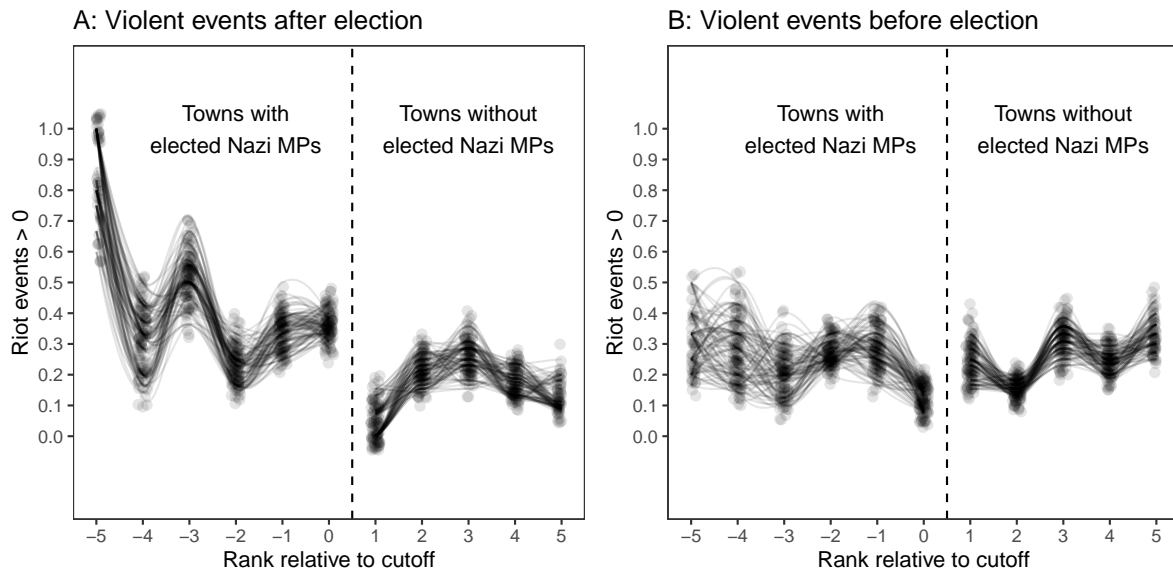 A: Violent events after election
Towns with
elected Nazi MPs
Towns without
elected Nazi MPs
Riot events > 0
1.0
0.9
0.8
0.7
0.6
0.5
0.4
0.3
0.2
0.1
0.0
−5 −4 −3 −2 −1 0 1 2 3 4 5
Rank relative to cutoff
B: Violent events before election
Towns with
elected Nazi MPs
Towns without
elected Nazi MPs
Riot events > 0
1.0
0.9
0.8
0.7
0.6
0.5
0.4
0.3
0.2
0.1
0.0
−5 −4 −3 −2 −1 0 1 2 3 4 5
Rank relative to cutoff